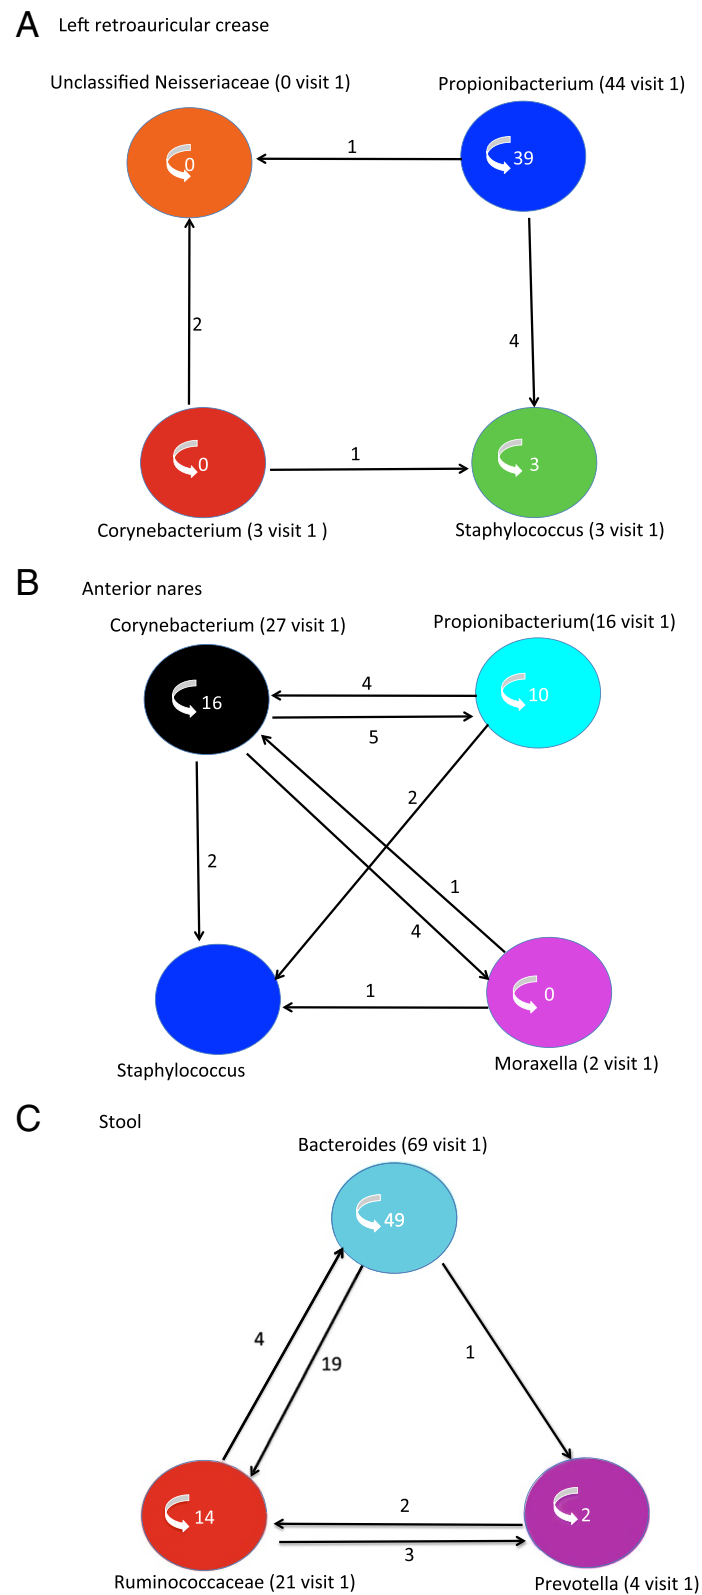 A Left retroauricular crease
Unclassified Neisseriaceae (0 visit 1)
Propionibacterium (44 visit 1)
0
1
39
2
4
0
1
3
Corynebacterium (3 visit 1 )
Staphylococcus (3 visit 1)
B Anterior nares
Corynebacterium (27 visit 1)
Propionibacterium(16 visit 1)
16
4
10
5
2
2
1
4
1
0
Staphylococcus
Moraxella (2 visit 1)
C Stool
Bacteroides (69 visit 1)
49
4
19
1
14
2
2
3
Ruminococcaceae (21 visit 1)
Prevotella (4 visit 1)